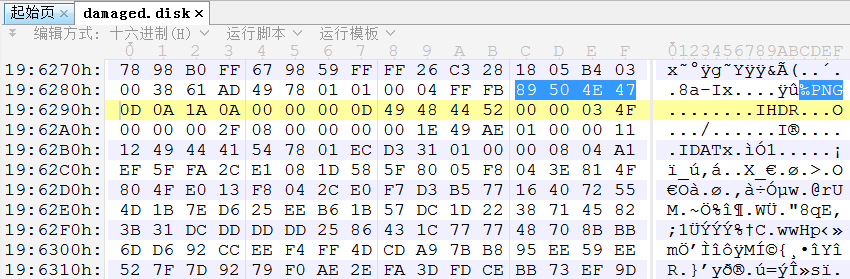 起始页 × damaged.disk ×
编辑方式: 十六进制(H) 运行脚本 运行模板
0 1 2 3 4 5 6 7 8 9 A B C D E F 0123456789ABCDEF
19:6270h: 78 98 B0 FF 67 98 59 FF FF 26 C3 28 18 05 B4 03 x˜°ÿg˜Yÿÿ&Ã(..´.
19:6280h: 00 38 61 AD 49 78 01 01 00 04 FF FB 89 50 4E 47 .8a-Ix....ÿû‰PNG
19:6290h: 0D 0A 1A 0A 00 00 00 0D 49 48 44 52 00 00 03 4F ........IHDR...O
19:62A0h: 00 00 00 2F 08 00 00 00 00 1E 49 AE 01 00 00 11 .../......I®....
19:62B0h: 12 49 44 41 54 78 01 EC D3 31 01 00 00 08 04 A1 .IDATx.ìÓ1.....¡
19:62C0h: EF 5F FA 2C E1 08 1D 58 5F 80 05 F8 04 3E 81 4F ï_ú,á..X_€.ø.>.O
19:62D0h: 80 4F E0 13 F8 04 2C E0 F7 D3 B5 77 16 40 72 55 €Oà.ø.,à÷Óµw.@rU
19:62E0h: 4D 1B 7E D6 25 EE B6 1B 57 DC 1D 22 38 71 45 82 M.~Ö%î¶.WÜ."8qE‚
19:62F0h: 3B 31 DC DD DD DD 25 86 43 1C 77 77 48 70 8B BB ;1ÜÝÝÝ%†C.wwHp‹»
19:6300h: 6D D6 92 CC EE F4 FF 4D CD A9 7B B8 95 EE 59 EE mÖ’ÌîôÿMÍ©{¸•îYî
19:6310h: 52 7F 7D 92 79 F0 AE 2E FA 3D FD CE BB 73 EF 9D R.}’yð®.ú=ýÎ»sï.